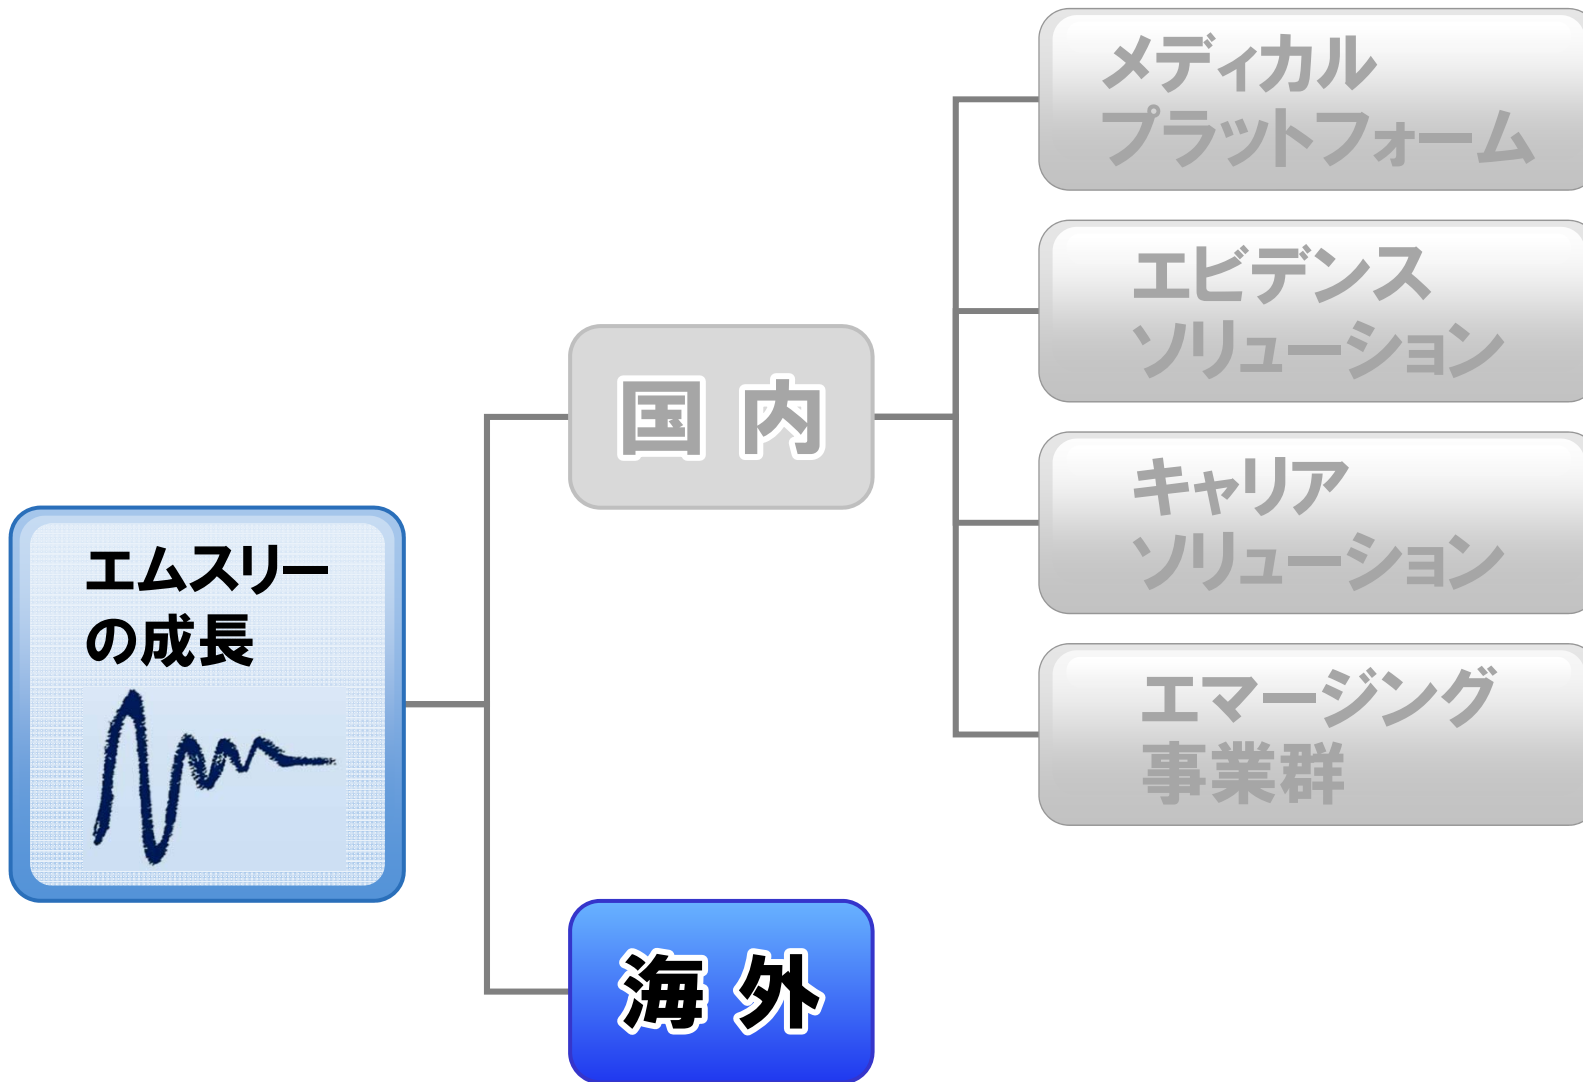 エムスリー
の成長
国 内
海 外
メディカル
プラットフォーム
エビデンス
ソリューション
キャリア
ソリューション
エマージング
事業群